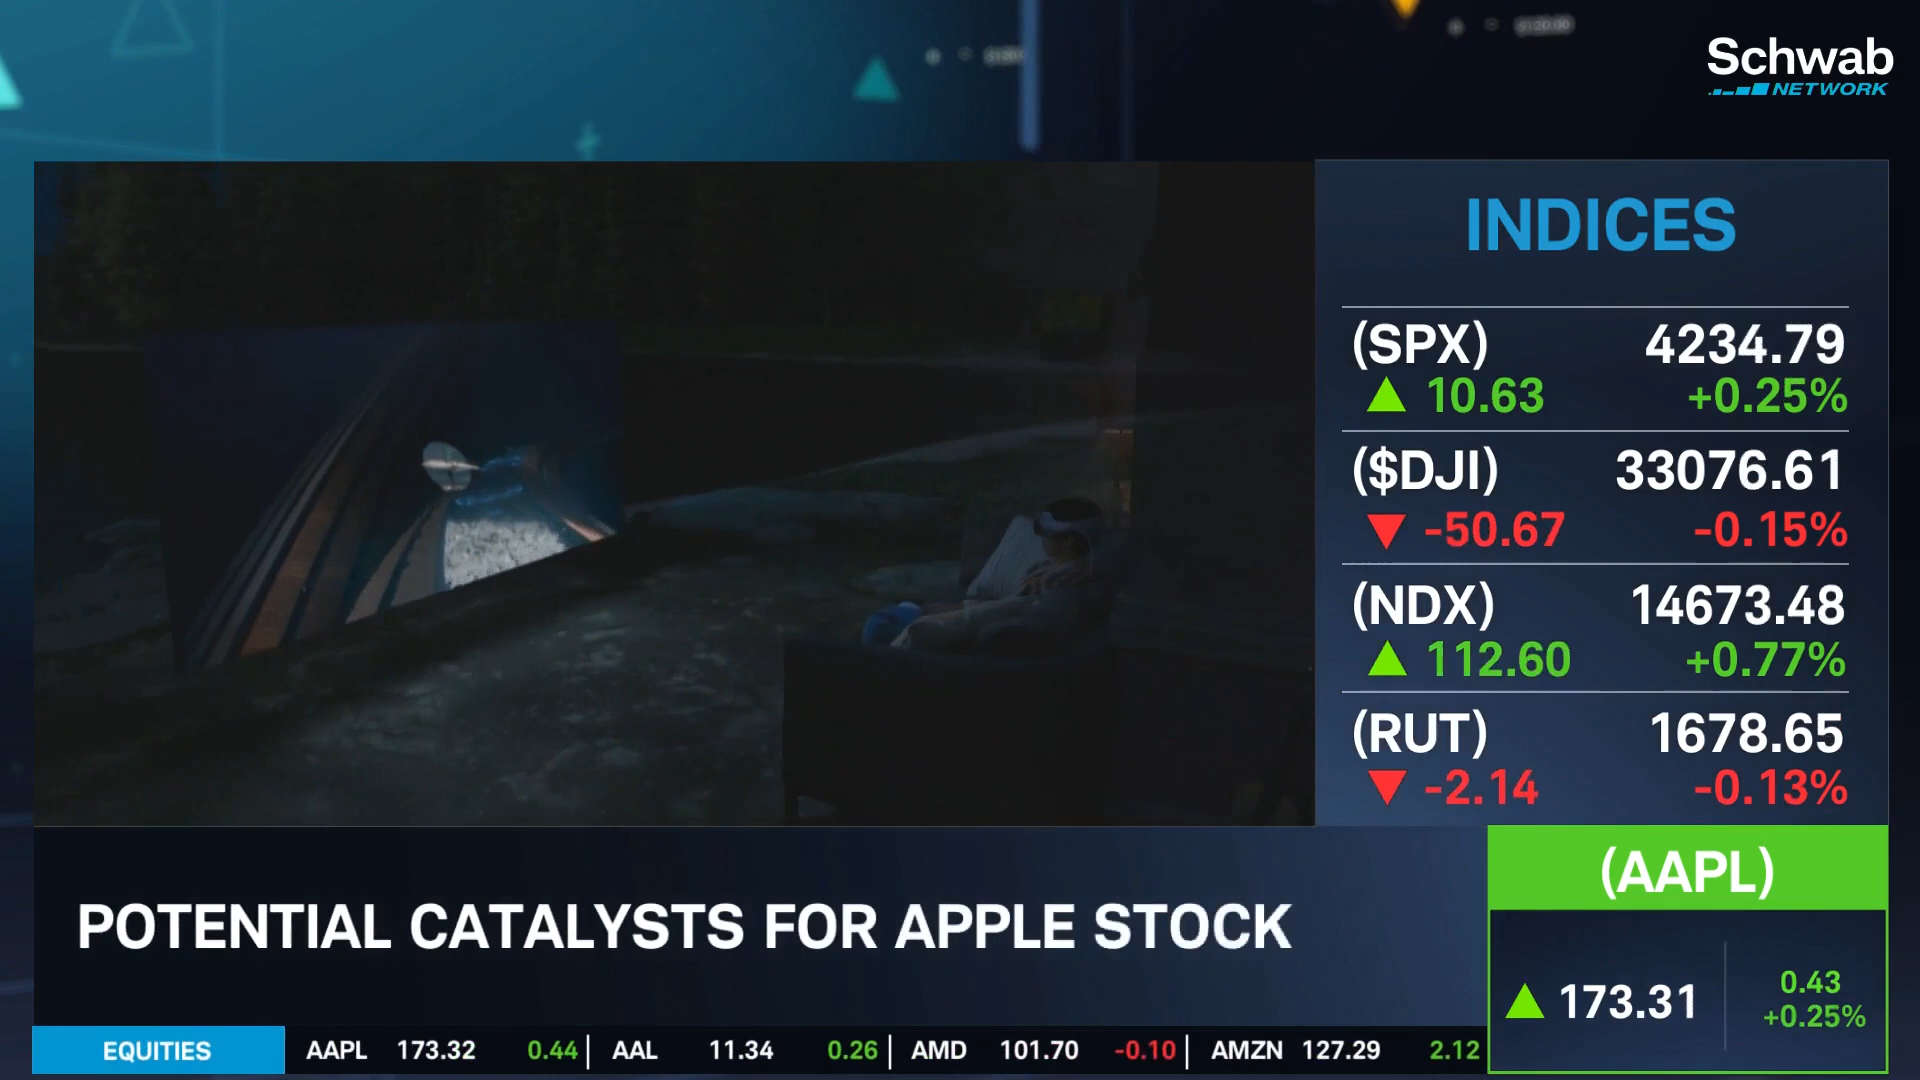 $120.00
Schwab
NETWORK
INDICES
(SPX) 4234.79
▲ 10.63 +0.25%
($DJI) 33076.61
▼ -50.67 -0.15%
(NDX) 14673.48
▲ 112.60 +0.77%
(RUT) 1678.65
▼ -2.14 -0.13%
POTENTIAL CATALYSTS FOR APPLE STOCK
(AAPL)
▲ 173.31
0.43
+0.25%
EQUITIES AAPL 173.32 0.44 | AAL 11.34 0.26 | AMD 101.70 -0.10 | AMZN 127.29 2.12